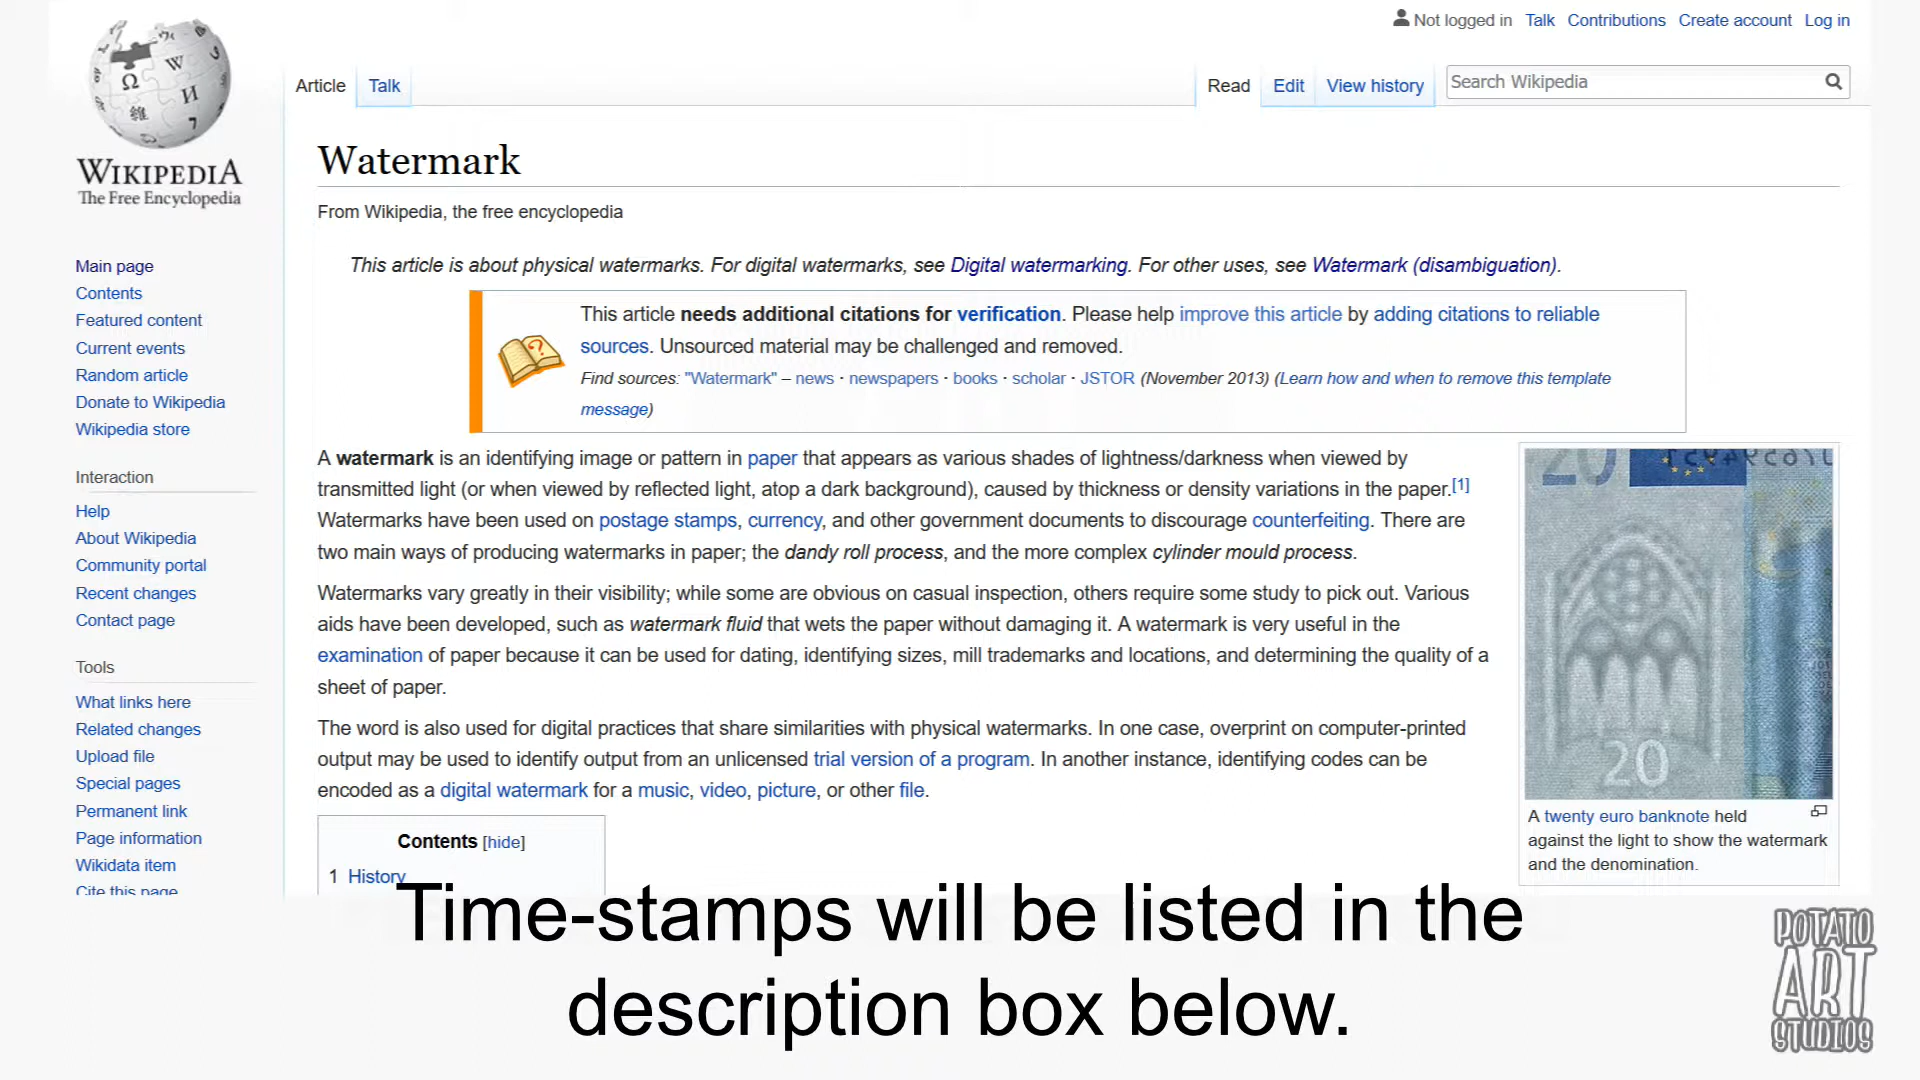 Not logged in Talk Contributions Create account Log in
Article Talk Read Edit View history Search Wikipedia
WIKIPEDIA
The Free Encyclopedia
Main page
Contents
Featured content
Current events
Random article
Donate to Wikipedia
Wikipedia store
Interaction
Help
About Wikipedia
Community portal
Recent changes
Contact page
Tools
What links here
Related changes
Upload file
Special pages
Permanent link
Page information
Wikidata item
Cite this page
Watermark
From Wikipedia, the free encyclopedia
This article is about physical watermarks. For digital watermarks, see Digital watermarking. For other uses, see Watermark (disambiguation).
This article needs additional citations for verification. Please help improve this article by adding citations to reliable
sources. Unsourced material may be challenged and removed.
Find sources: "Watermark" – news · newspapers · books · scholar · JSTOR (November 2013) (Learn how and when to remove this template
message)
A watermark is an identifying image or pattern in paper that appears as various shades of lightness/darkness when viewed by
transmitted light (or when viewed by reflected light, atop a dark background), caused by thickness or density variations in the paper.[1]
Watermarks have been used on postage stamps, currency, and other government documents to discourage counterfeiting. There are
two main ways of producing watermarks in paper; the dandy roll process, and the more complex cylinder mould process.
Watermarks vary greatly in their visibility; while some are obvious on casual inspection, others require some study to pick out. Various
aids have been developed, such as watermark fluid that wets the paper without damaging it. A watermark is very useful in the
examination of paper because it can be used for dating, identifying sizes, mill trademarks and locations, and determining the quality of a
sheet of paper.
The word is also used for digital practices that share similarities with physical watermarks. In one case, overprint on computer-printed
output may be used to identify output from an unlicensed trial version of a program. In another instance, identifying codes can be
encoded as a digital watermark for a music, video, picture, or other file.
20
20
A twenty euro banknote held
against the light to show the watermark
and the denomination.
Contents [hide]
1 History
Time-stamps will be listed in the
description box below.
POTATO
ART
STUDIOS